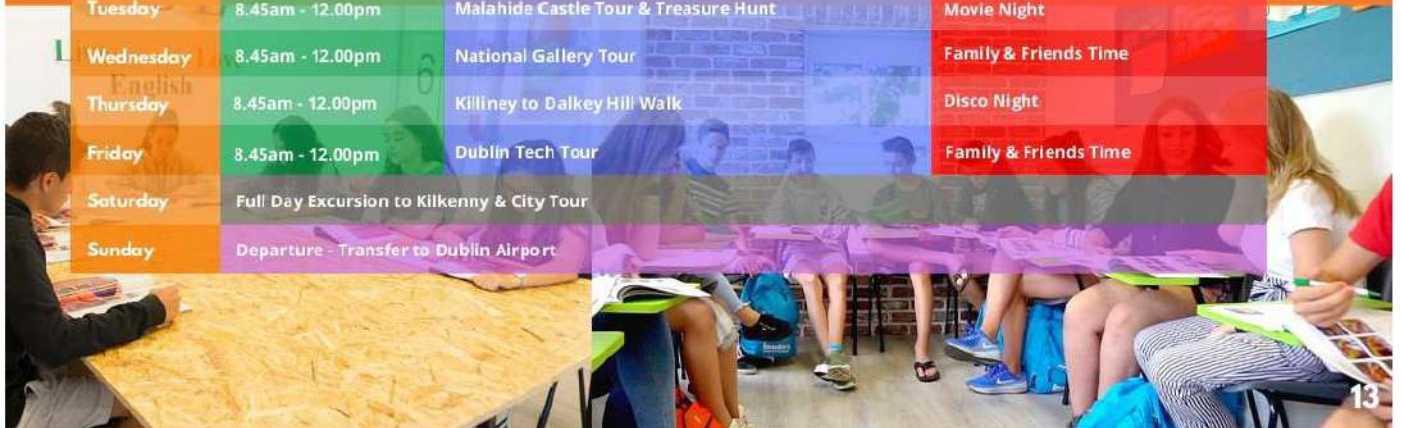 Tuesday 8.45am - 12.00pm Malahide Castle Tour & Treasure Hunt Movie Night
Wednesday 8.45am - 12.00pm National Gallery Tour Family & Friends Time
Thursday 8.45am - 12.00pm Killiney to Dalkey Hill Walk Disco Night
Friday 8.45am - 12.00pm Dublin Tech Tour Family & Friends Time
Saturday Full Day Excursion to Kilkenny & City Tour
Sunday Departure - Transfer to Dublin Airport
English
6
13